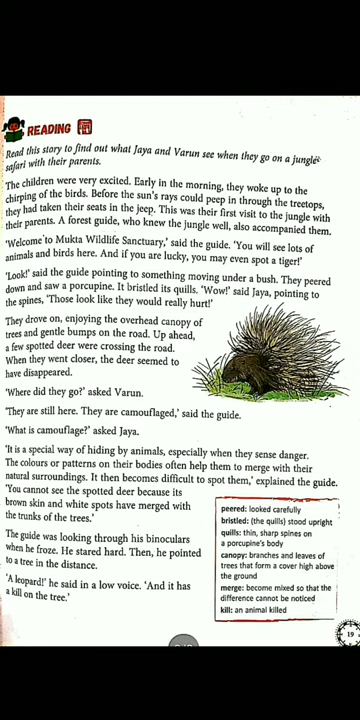 READING
Read this story to find out what Jaya and Varun see when they go on a jungle
safari with their parents.
The children were very excited. Early in the morning, they woke up to the
chirping of the birds. Before the sun's rays could peep in through the treetops,
they had taken their seats in the jeep. This was their first visit to the jungle with
their parents. A forest guide, who knew the jungle well, also accompanied them.
'Welcome to Mukta Wildlife Sanctuary,' said the guide. 'You will see lots of
animals and birds here. And if you are lucky, you may even spot a tiger!'
'Look!' said the guide pointing to something moving under a bush. They peered
down and saw a porcupine. It bristled its quills. 'Wow!' said Jaya, pointing to
the spines, 'Those look like they would really hurt!'
They drove on, enjoying the overhead canopy of
trees and gentle bumps on the road. Up ahead,
a few spotted deer were crossing the road.
When they went closer, the deer seemed to
have disappeared.
'Where did they go?' asked Varun.
'They are still here. They are camouflaged,' said the guide.
'What is camouflage?' asked Jaya.
'It is a special way of hiding by animals, especially when they sense danger.
The colours or patterns on their bodies often help them to merge with their
natural surroundings. It then becomes difficult to spot them,' explained the guide.
'You cannot see the spotted deer because its
brown skin and white spots have merged with
the trunks of the trees.'
The guide was looking through his binoculars
when he froze. He stared hard. Then, he pointed
to a tree in the distance.
'A leopard!' he said in a low voice. 'And it has
a kill on the tree.'
peered: looked carefully
bristled: (the quills) stood upright
quills: thin, sharp spines on
a porcupine's body
canopy: branches and leaves of
trees that form a cover high above
the ground
merge: become mixed so that the
difference cannot be noticed
kill: an animal killed
19